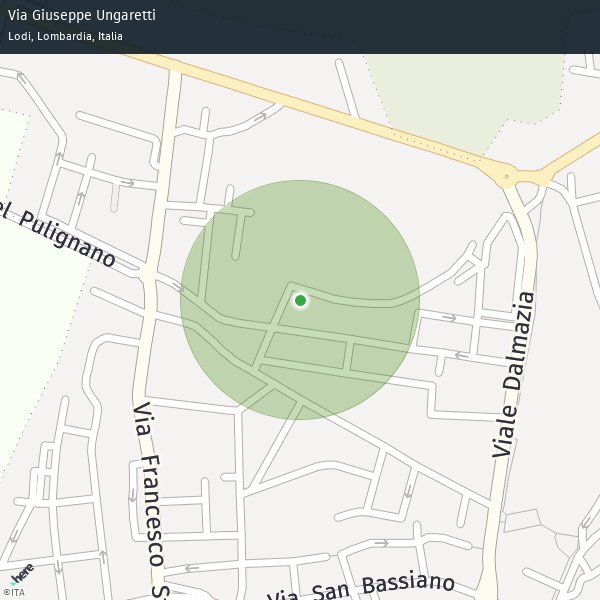 Via Giuseppe Ungaretti
Lodi, Lombardia, Italia
el Pulignano
Viale Dalmazia
Via Francesco S
Via San Bassiano
here
©ITA